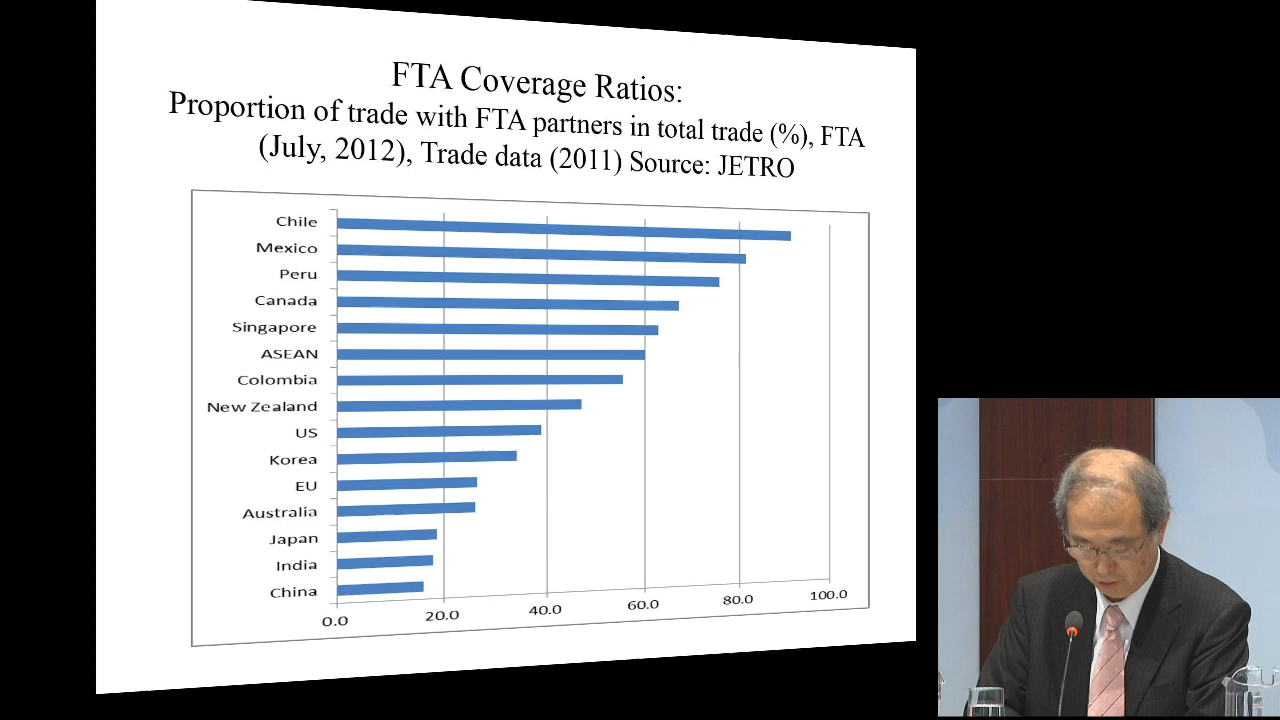 FTA Coverage Ratios:
Proportion of trade with FTA partners in total trade (%), FTA
(July, 2012), Trade data (2011) Source: JETRO
Chile
Mexico
Peru
Canada
Singapore
ASEAN
Colombia
New Zealand
US
Korea
EU
Australia
Japan
India
China
0.0
20.0
40.0
60.0
80.0
100.0